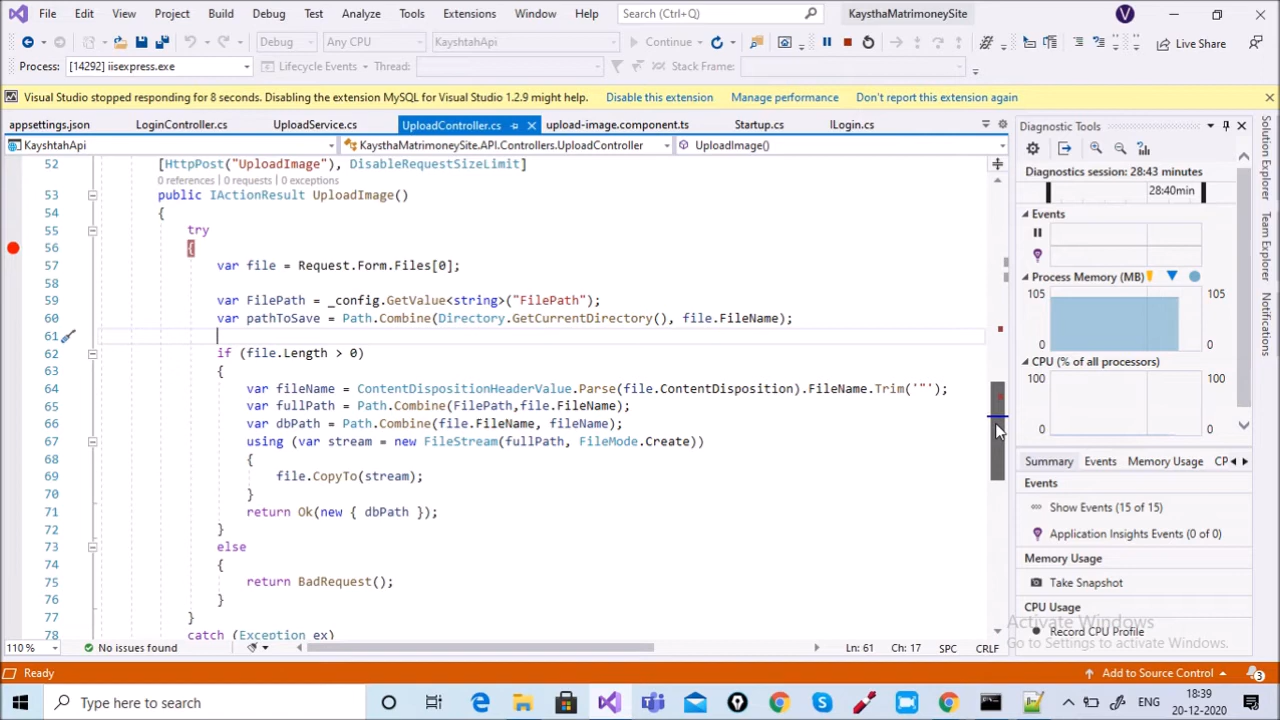 File Edit View Project Build Debug Test Analyze Tools Extensions Window Help Search (Ctrl+Q) KaysthaMatrimoneySite V
Debug Any CPU KayshtahApi Continue Live Share
Process: [14292] iisexpress.exe Lifecycle Events Thread: Stack Frame:
Visual Studio stopped responding for 8 seconds. Disabling the extension MySQL for Visual Studio 1.2.9 might help. Disable this extension Manage performance Don't report this extension again
appsettings.json LoginController.cs UploadService.cs UploadController.cs upload-image.component.ts Startup.cs ILogin.cs
KayshtaApi KaysthaMatrimoneySite.API.Controllers.UploadController UploadImage()
52 [HttpPost("UploadImage"), DisableRequestSizeLimit]
0 references | 0 requests | 0 exceptions
53 public IActionResult UploadImage()
54 {
55 try
56 {
57 var file = Request.Form.Files[0];
58
59 var FilePath = _config.GetValue<string>("FilePath");
60 var pathToSave = Path.Combine(Directory.GetCurrentDirectory(), file.FileName);
61
62 if (file.Length > 0)
63 {
64 var fileName = ContentDispositionHeaderValue.Parse(file.ContentDisposition).FileName.Trim('"');
65 var fullPath = Path.Combine(FilePath,file.FileName);
66 var dbPath = Path.Combine(file.FileName, fileName);
67 using (var stream = new FileStream(fullPath, FileMode.Create))
68 {
69 file.CopyTo(stream);
70 }
71 return Ok(new { dbPath });
72 }
73 else
74 {
75 return BadRequest();
76 }
77 }
78 catch (Exception ex)
110 % No issues found Ln: 61 Ch: 17 SPC CRLF
Diagnostic Tools
Diagnostics session: 28:43 minutes
28:40min
Events
Process Memory (MB)
105 105
0 0
CPU (% of all processors)
100 100
0 0
Summary Events Memory Usage CP
Events
Show Events (15 of 15)
Application Insights Events (0 of 0)
Memory Usage
Take Snapshot
CPU Usage
Record CPU Profile
Solution Explorer
Team Explorer
Activate Windows
Go to Settings to activate Windows.
Ready Add to Source Control 3
Type here to search ENG 18:39
20-12-2020